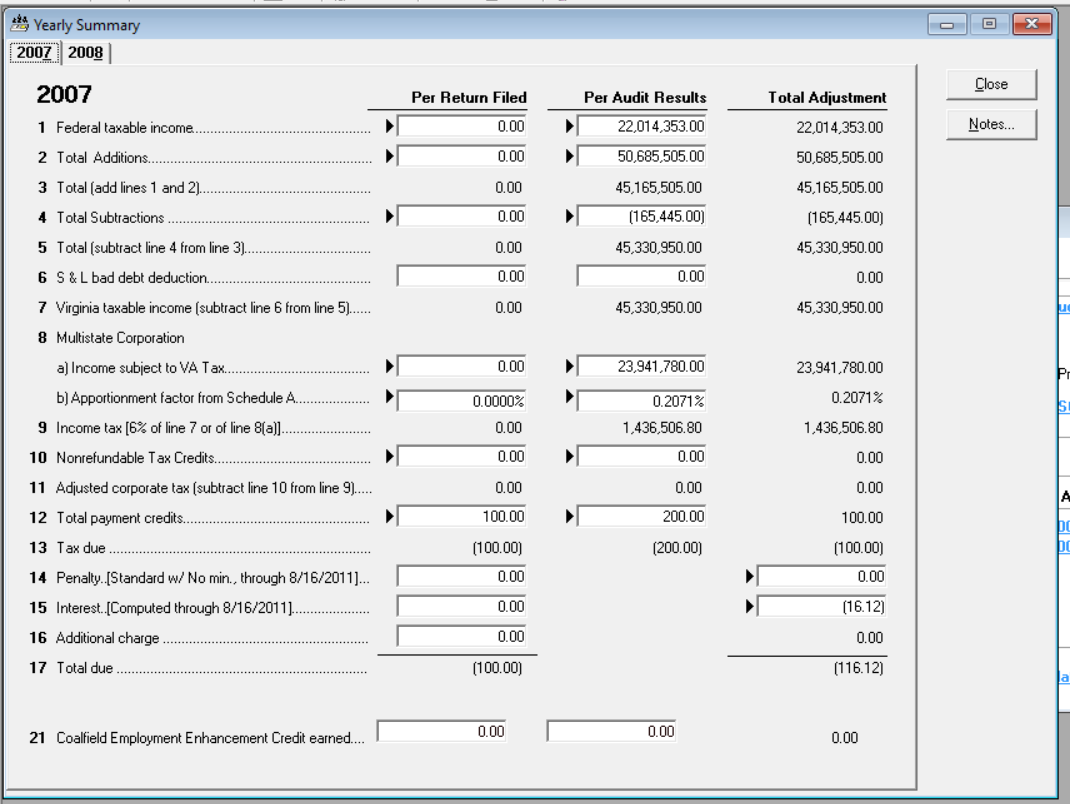 Yearly Summary
2007 2008
2007 Per Return Filed Per Audit Results Total Adjustment
Close
Notes...
1 Federal taxable income 0.00 22,014,353.00 22,014,353.00
2 Total Additions 0.00 50,685,505.00 50,685,505.00
3 Total (add lines 1 and 2) 0.00 45,165,505.00 45,165,505.00
4 Total Subtractions 0.00 (165,445.00) (165,445.00)
5 Total (subtract line 4 from line 3) 0.00 45,330,950.00 45,330,950.00
6 S & L bad debt deduction 0.00 0.00 0.00
7 Virginia taxable income (subtract line 6 from line 5) 0.00 45,330,950.00 45,330,950.00
8 Multistate Corporation
a) Income subject to VA Tax 0.00 23,941,780.00 23,941,780.00
b) Apportionment factor from Schedule A 0.0000% 0.2071% 0.2071%
9 Income tax [6% of line 7 or of line 8(a)] 0.00 1,436,506.80 1,436,506.80
10 Nonrefundable Tax Credits 0.00 0.00 0.00
11 Adjusted corporate tax (subtract line 10 from line 9) 0.00 0.00 0.00
12 Total payment credits 100.00 200.00 100.00
13 Tax due (100.00) (200.00) (100.00)
14 Penalty..[Standard w/ No min., through 8/16/2011]... 0.00 0.00
15 Interest..[Computed through 8/16/2011] 0.00 (16.12)
16 Additional charge 0.00 0.00
17 Total due (100.00) (116.12)
21 Coalfield Employment Enhancement Credit earned.... 0.00 0.00 0.00